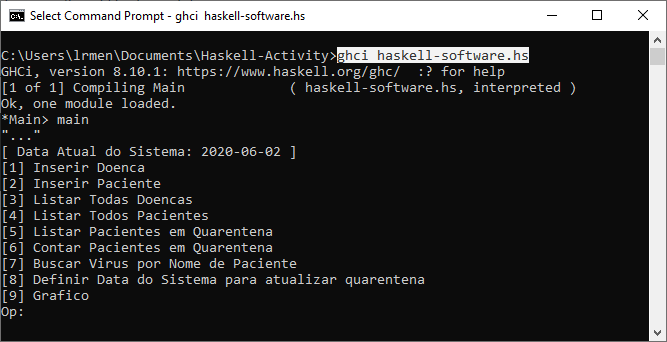 Select Command Prompt - ghci  haskell-software.hs
C:\Users\lrmen\Documents\Haskell-Activity>ghci haskell-software.hs
GHCi, version 8.10.1: https://www.haskell.org/ghc/  :? for help
[1 of 1] Compiling Main             ( haskell-software.hs, interpreted )
Ok, one module loaded.
*Main> main
"..."
[ Data Atual do Sistema: 2020-06-02 ]
[1] Inserir Doenca
[2] Inserir Paciente
[3] Listar Todas Doencas
[4] Listar Todos Pacientes
[5] Listar Pacientes em Quarentena
[6] Contar Pacientes em Quarentena
[7] Buscar Virus por Nome de Paciente
[8] Definir Data do Sistema para atualizar quarentena
[9] Grafico
Op: